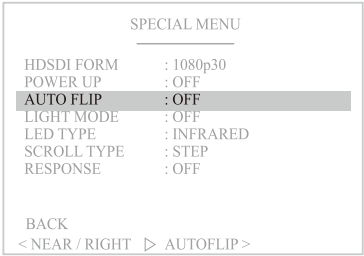 SPECIAL MENU
HDSDI FORM : 1080p30
POWER UP : OFF
AUTO FLIP : OFF
LIGHT MODE : OFF
LED TYPE : INFRARED
SCROLL TYPE : STEP
RESPONSE : OFF
BACK
< NEAR / RIGHT ▷ AUTOFLIP >